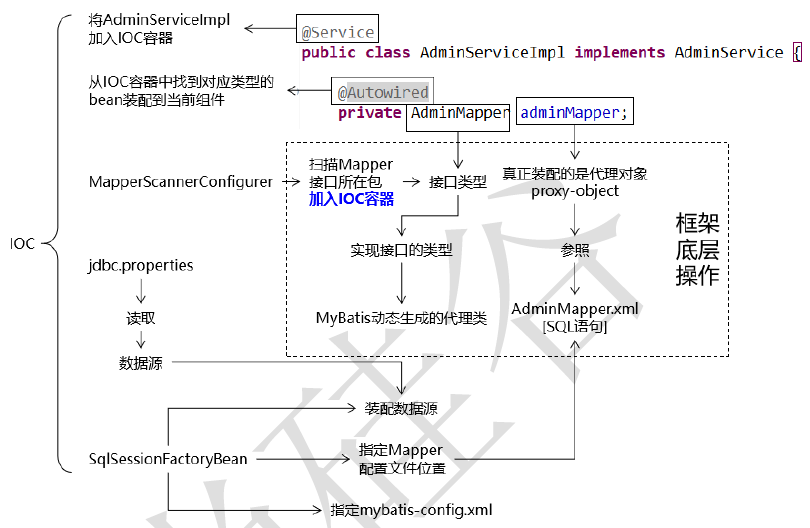 将AdminServiceImpl
加入IOC容器
@Service
public class AdminServiceImpl implements AdminService {
从IOC容器中找到对应类型的
bean装配到当前组件
@Autowired
private AdminMapper adminMapper;
IOC
MapperScannerConfigurer
扫描Mapper
接口所在包
加入IOC容器
接口类型
真正装配的是代理对象
proxy-object
框架
底层
操作
实现接口的类型
参照
jdbc.properties
读取
数据源
MyBatis动态生成的代理类
AdminMapper.xml
[SQL语句]
装配数据源
SqlSessionFactoryBean
指定Mapper
配置文件位置
指定mybatis-config.xml
尚硅谷